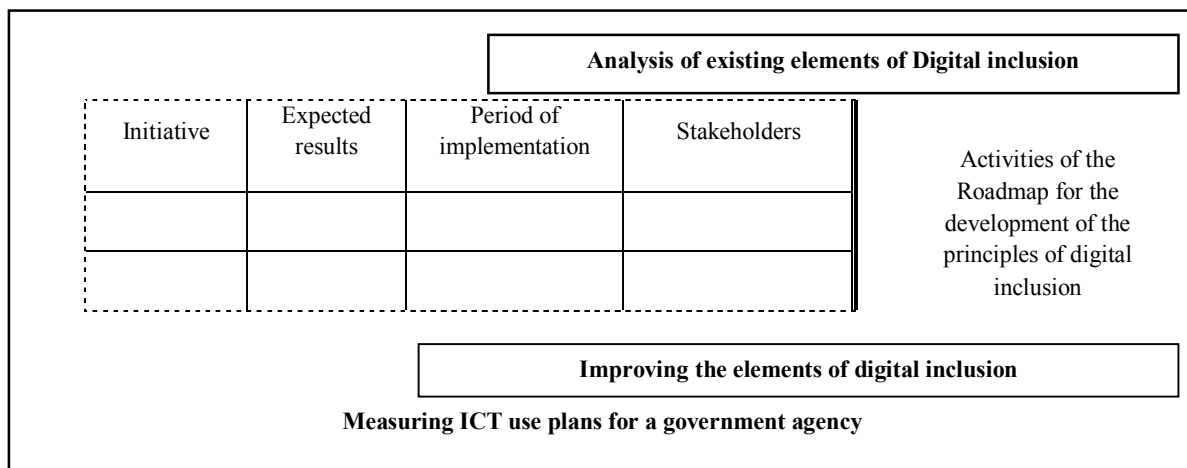 Analysis of existing elements of Digital inclusion
Initiative
Expected
results
Period of
implementation
Stakeholders
Activities of the
Roadmap for the
development of the
principles of digital
inclusion
Improving the elements of digital inclusion
Measuring ICT use plans for a government agency